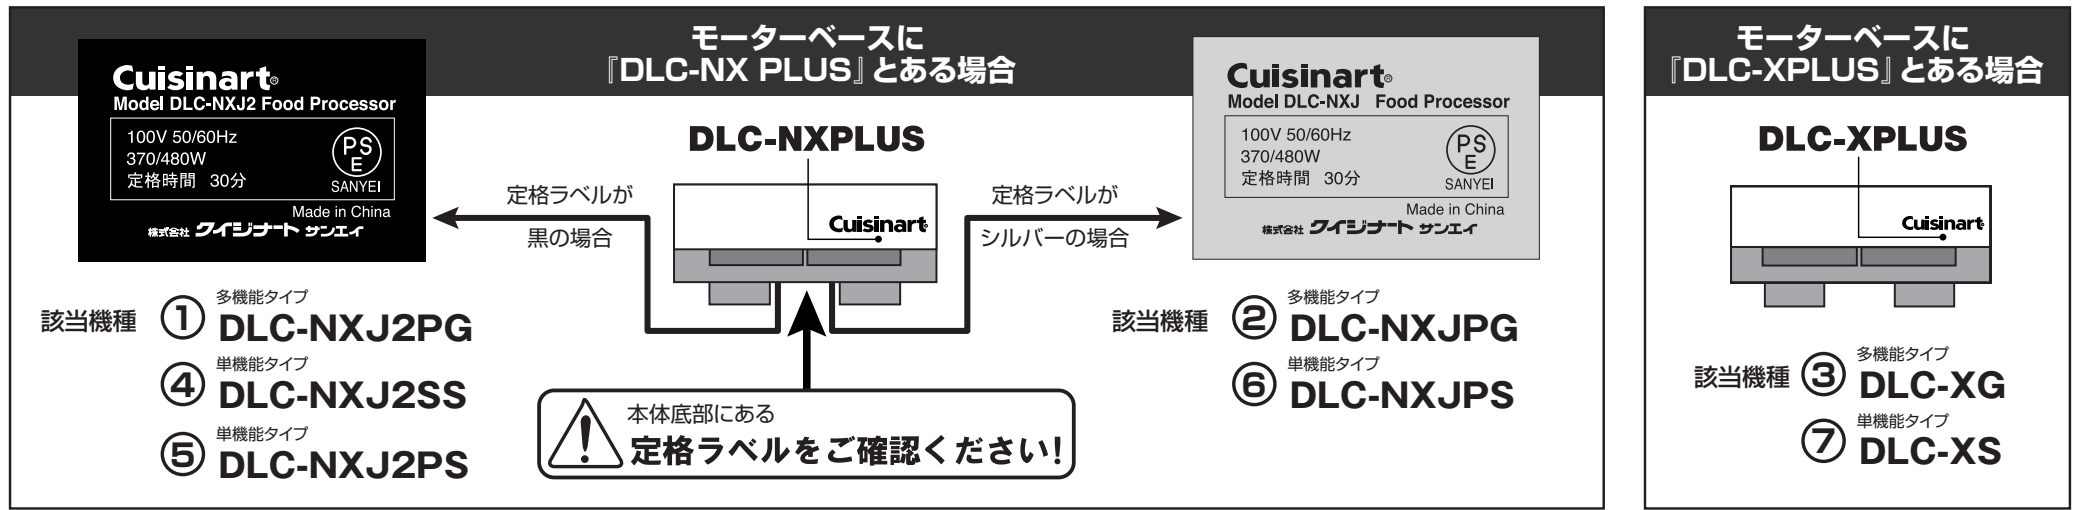 モーターベースに
『DLC-NX PLUS』とある場合
Cuisinart®
Model DLC-NXJ2 Food Processor
100V 50/60Hz
370/480W
定格時間 30分
PS
E
SANYEI
Made in China
株式会社 クイジナート サンエイ
定格ラベルが
黒の場合
DLC-NXPLUS
Cuisinart
定格ラベルが
シルバーの場合
Cuisinart®
Model DLC-NXJ Food Processor
100V 50/60Hz
370/480W
定格時間 30分
PS
E
SANYEI
Made in China
株式会社 クイジナート サンエイ
該当機種
① 多機能タイプ
DLC-NXJ2PG
④ 単機能タイプ
DLC-NXJ2SS
⑤ 単機能タイプ
DLC-NXJ2PS
本体底部にある
定格ラベルをご確認ください!
該当機種
② 多機能タイプ
DLC-NXJPG
⑥ 単機能タイプ
DLC-NXJPS
モーターベースに
『DLC-XPLUS』とある場合
DLC-XPLUS
Cuisinart
該当機種
③ 多機能タイプ
DLC-XG
⑦ 単機能タイプ
DLC-XS